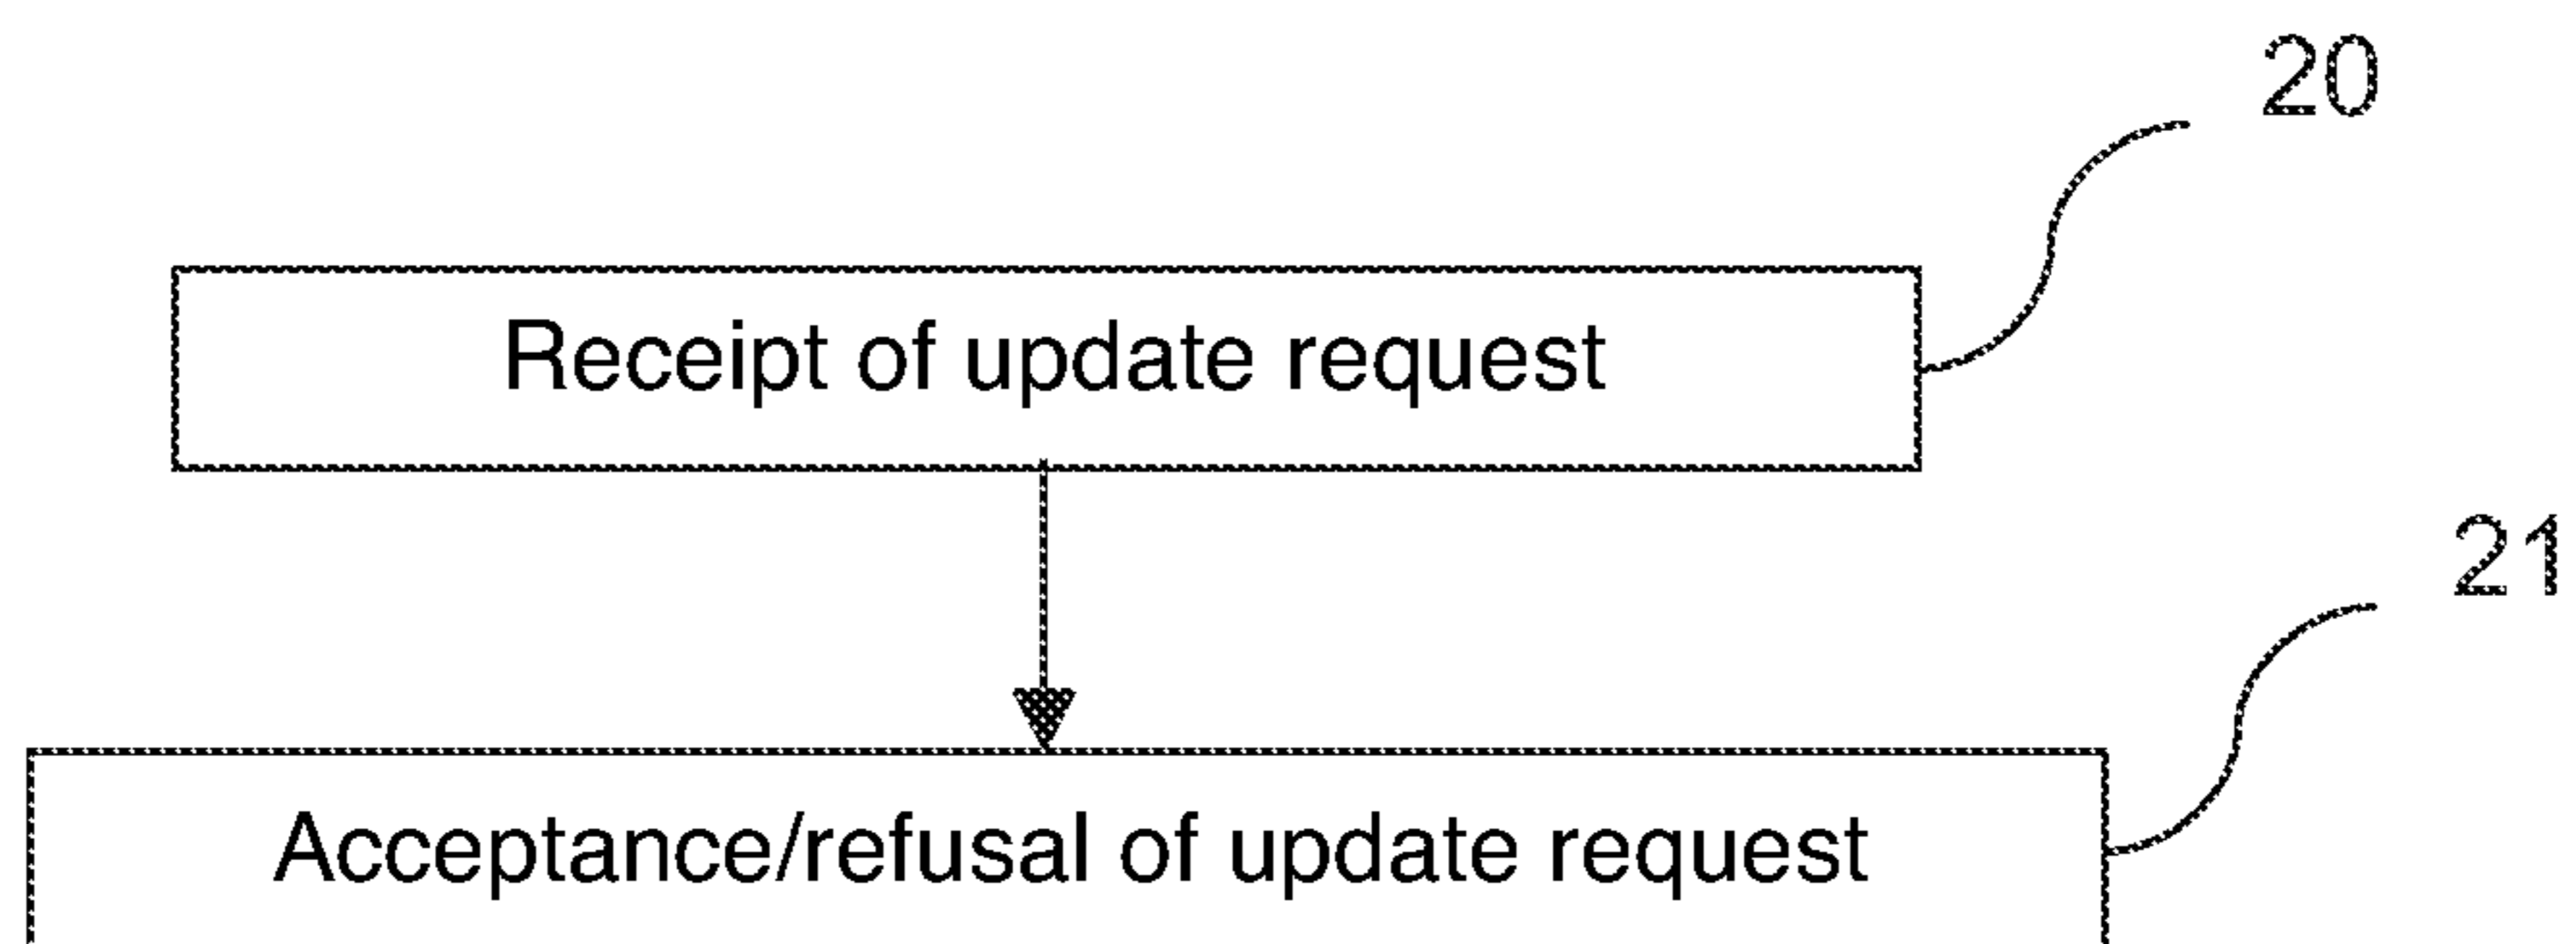 20
Receipt of update request
21
Acceptance/refusal of update request